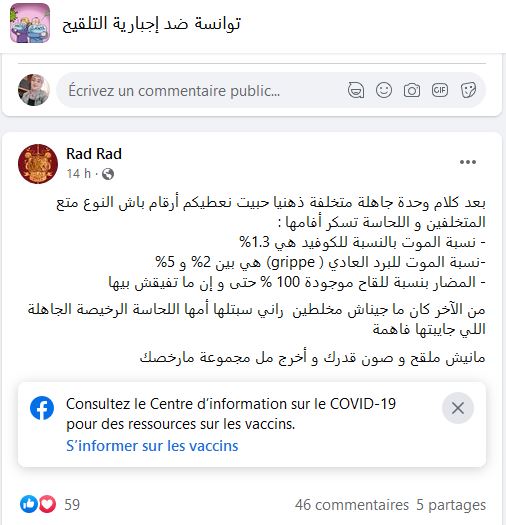 توانسة ضد إجبارية التلقيح
Écrivez un commentaire public...
GIF
Rad Rad
14 h ·
بعد كلام وحدة جاهلة متخلفة ذهنيا حبيت نعطيكم أرقام باش النوع متع
المتخلفين و اللحاسة تسكر أفامها :
- نسبة الموت بالنسبة للكوفيد هي 1.3%
-نسبة الموت للبرد العادي ( grippe) هي بين 2% و 5%
- المضار بنسبة للقاح موجودة 100 % حتى و إن ما تفيقش بيها
من الآخر كان ما جيناش مخلطين راني سبتلها أمها اللحاسة الرخيصة الجاهلة
اللي جايبتها فاهمة
مانيش ملقح و صون قدرك و أخرج مل مجموعة مارخصك
Consultez le Centre d'information sur le COVID-19
pour des ressources sur les vaccins.
S'informer sur les vaccins
59
46 commentaires 5 partages